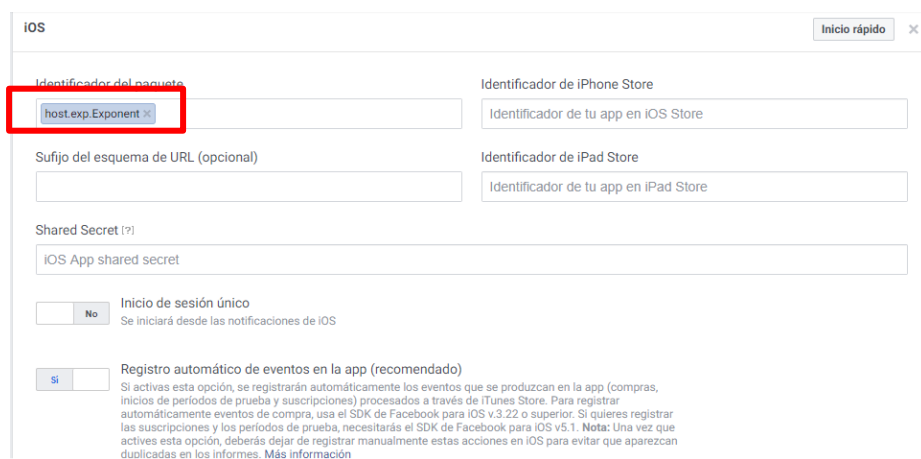 iOS
Inicio rápido ×
Identificador del paquete
Identificador de iPhone Store
host.exp.Exponent ×
Identificador de tu app en iOS Store
Sufijo del esquema de URL (opcional)
Identificador de iPad Store
Identificador de tu app en iPad Store
Shared Secret [?]
iOS App shared secret
No
Inicio de sesión único
Se iniciará desde las notificaciones de iOS
Sí
Registro automático de eventos en la app (recomendado)
Si activas esta opción, se registrarán automáticamente los eventos que se produzcan en la app (compras,
inicios de períodos de prueba y suscripciones) procesados a través de iTunes Store. Para registrar
automáticamente eventos de compra, usa el SDK de Facebook para iOS v.3.22 o superior. Si quieres registrar
las suscripciones y los períodos de prueba, necesitarás el SDK de Facebook para iOS v5.1. Nota: Una vez que
actives esta opción, deberás dejar de registrar manualmente estas acciones en iOS para evitar que aparezcan
duplicadas en los informes. Más información